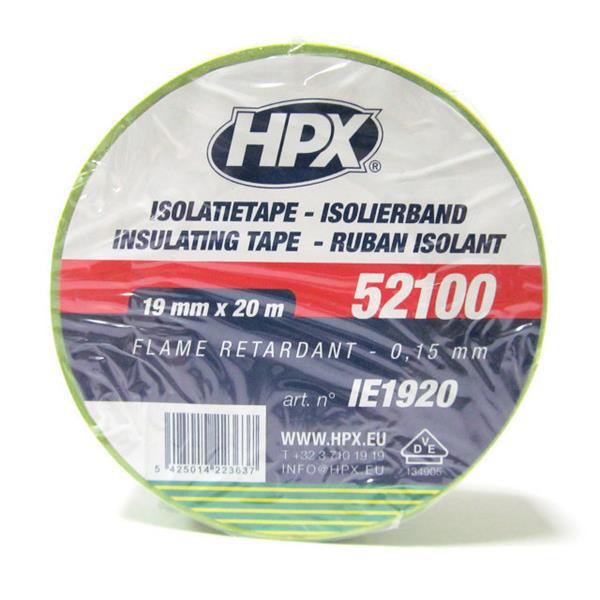 HPX®
ISOLATIETAPE - ISOLIERBAND
INSULATING TAPE - RUBAN ISOLANT
19 mm x 20 m
52100
FLAME RETARDANT - 0,15 mm
art. n° IE1920
WWW.HPX.EU
T +32 3 710 19 19
INFO@HPX.EU
5 425014 223637
DVE
134905